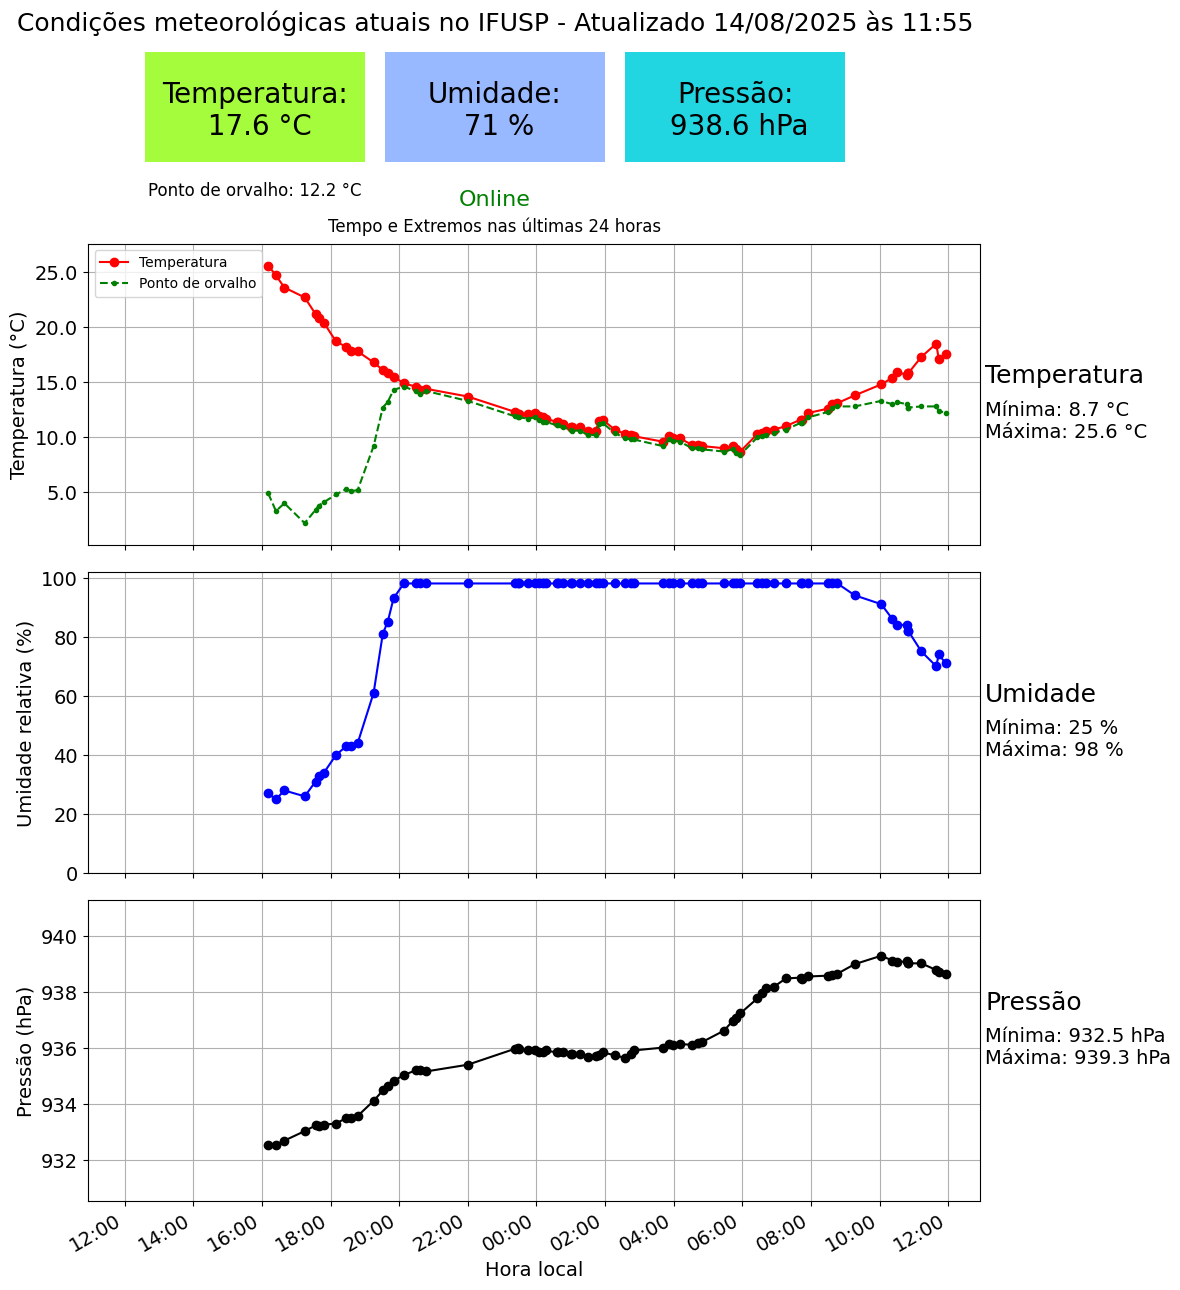 Condições meteorológicas atuais no IFUSP - Atualizado 14/08/2025 às 11:55
Temperatura:
17.6 °C
Umidade:
71 %
Pressão:
938.6 hPa
Ponto de orvalho: 12.2 °C
Online
Tempo e Extremos nas últimas 24 horas
Temperatura
Ponto de orvalho
Temperatura (°C)
25.0
20.0
15.0
10.0
5.0
Temperatura
Mínima: 8.7 °C
Máxima: 25.6 °C
Umidade relativa (%)
100
80
60
40
20
0
Umidade
Mínima: 25 %
Máxima: 98 %
Pressão (hPa)
940
938
936
934
932
Pressão
Mínima: 932.5 hPa
Máxima: 939.3 hPa
12:00 14:00 16:00 18:00 20:00 22:00 00:00 02:00 04:00 06:00 08:00 10:00 12:00
Hora local